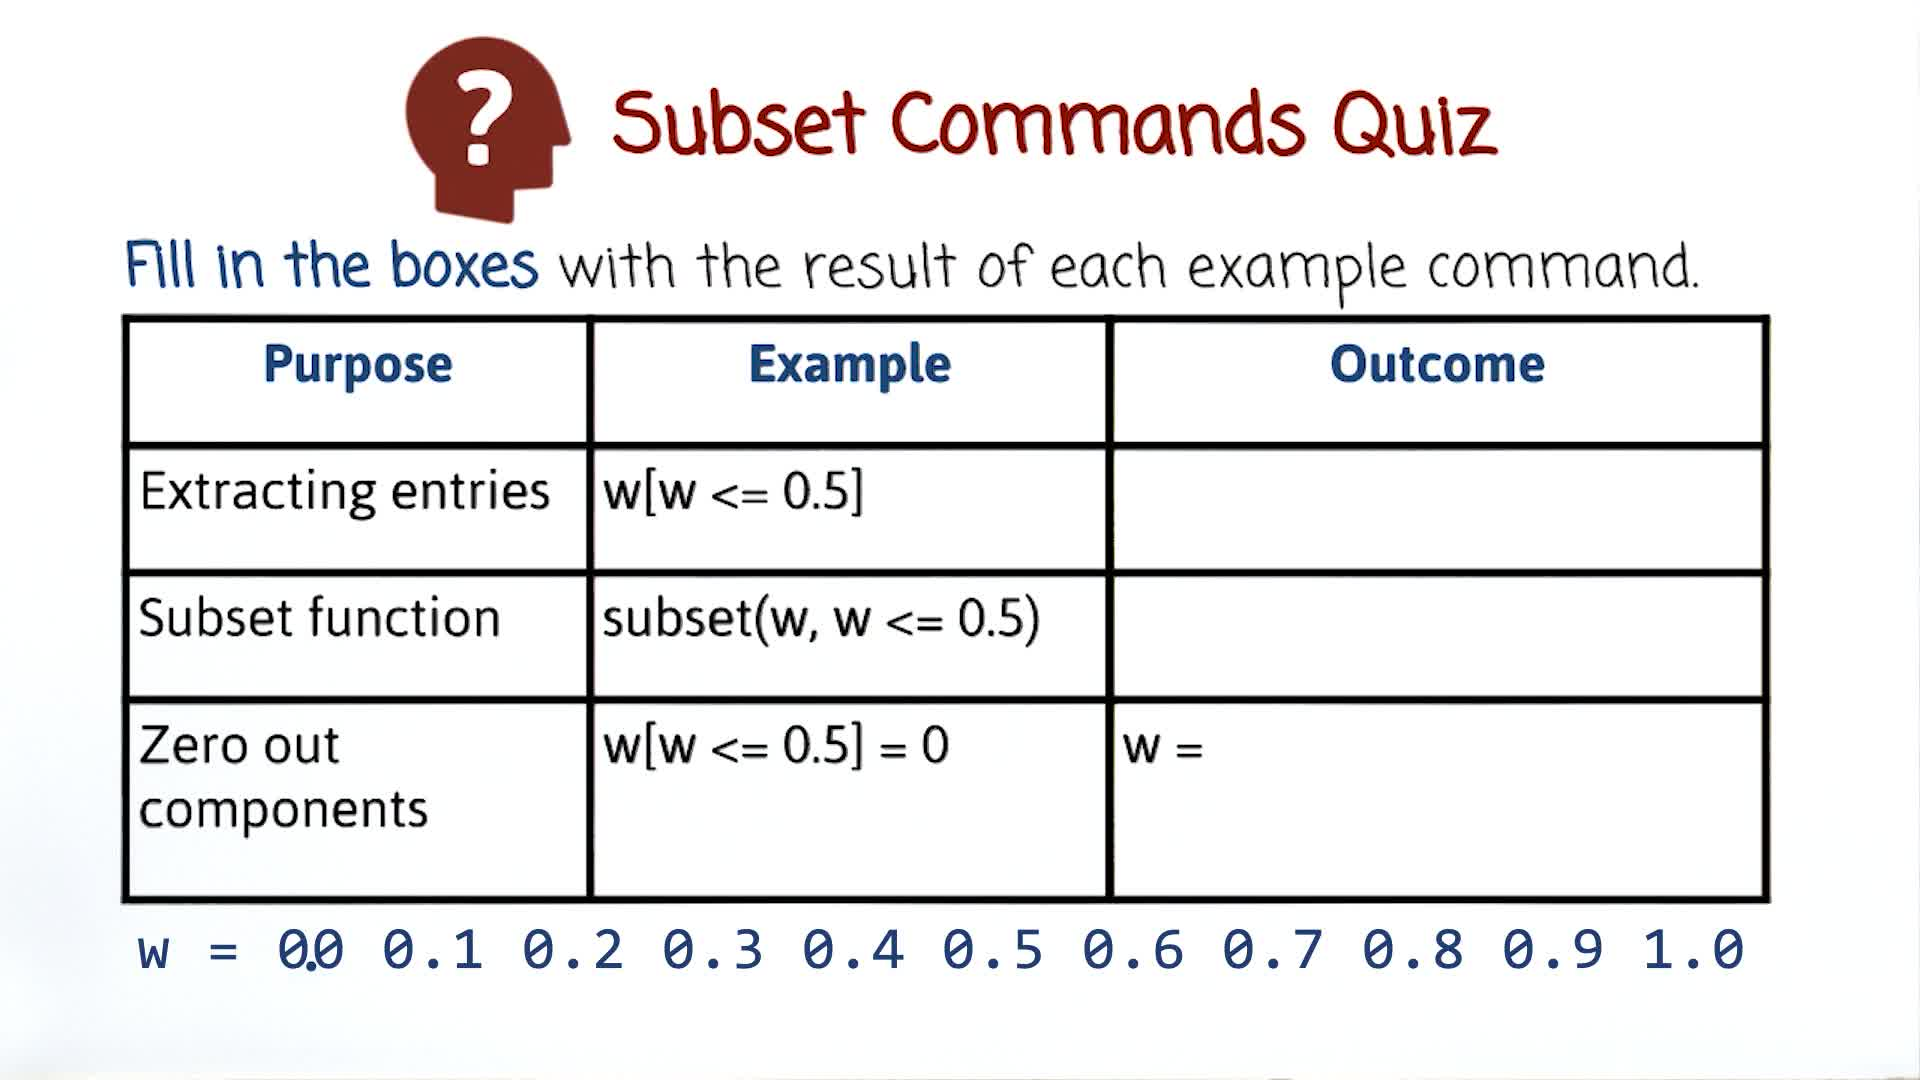 ?
Subset Commands Quiz
Fill in the boxes with the result of each example command.
Purpose Example Outcome
Extracting entries w[w <= 0.5]
Subset function subset(w, w <= 0.5)
Zero out w[w <= 0.5] = 0 w =
components
w = 0.0 0.1 0.2 0.3 0.4 0.5 0.6 0.7 0.8 0.9 1.0